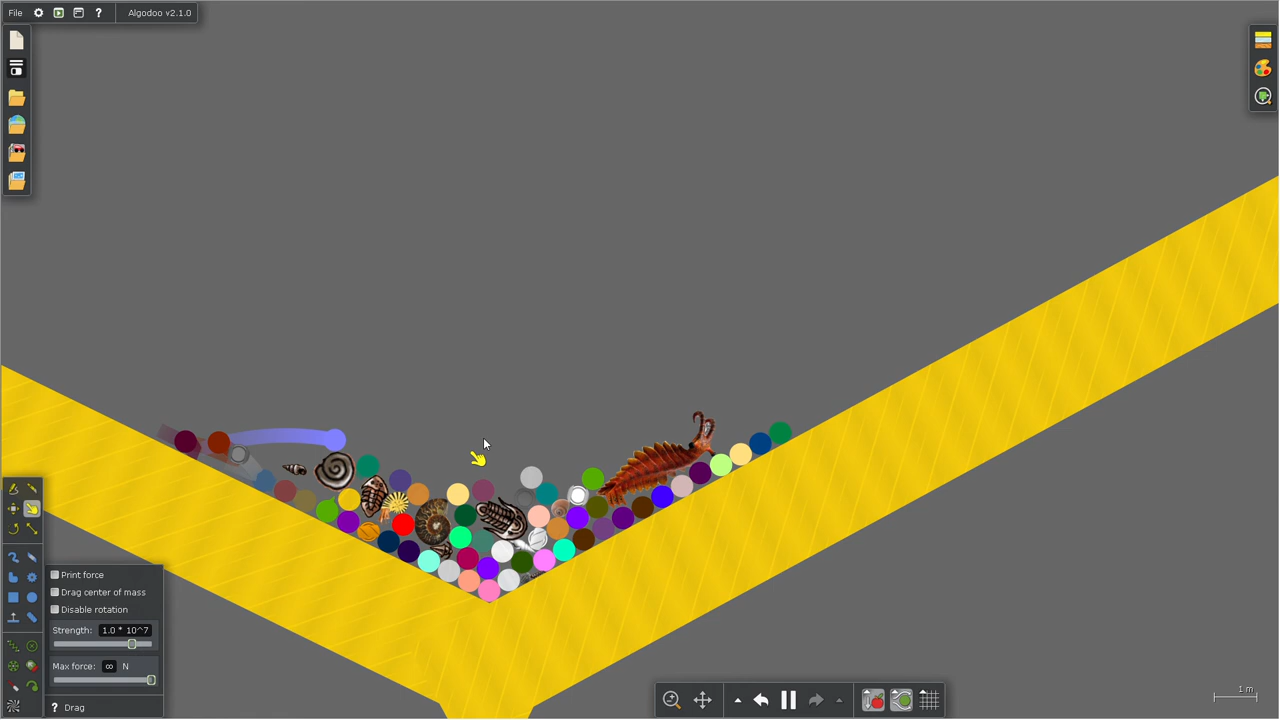 File
?
Algodoo v2.1.0
Print force
Drag center of mass
Disable rotation
Strength: 1.0 * 10^7
Max force: ∞ N
? Drag
1 m